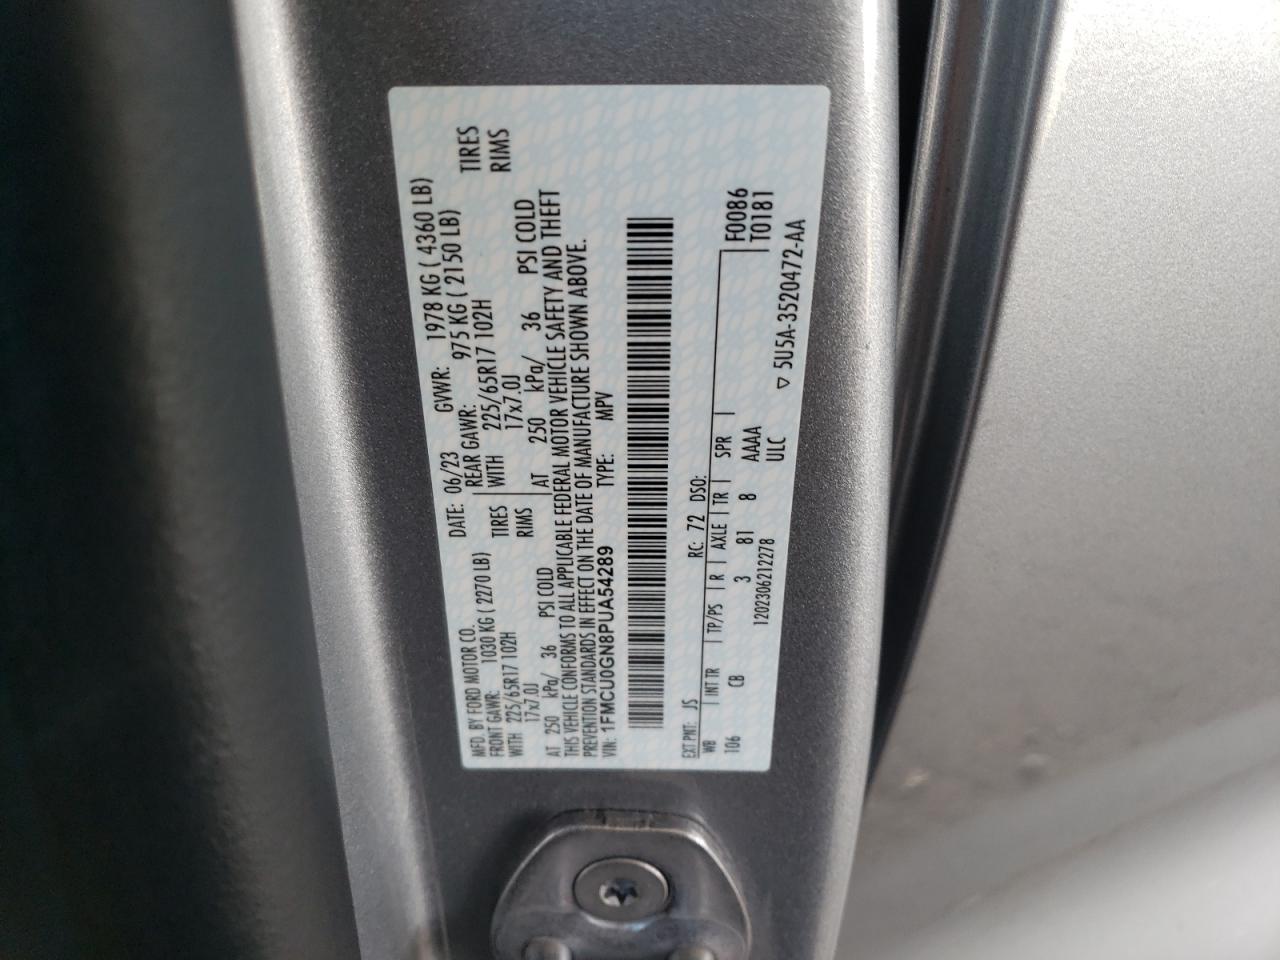 MFD. BY FORD MOTOR CO. DATE: 06/23 GVWR: 1978 KG ( 4360 LB)
FRONT GAWR: 1030 KG ( 2270 LB) REAR GAWR: 975 KG ( 2150 LB)
WITH 225/65R17 102H TIRES WITH 225/65R17 102H TIRES
17x7.0J RIMS 17x7.0J RIMS
AT 250 kPa/ 36 PSI COLD AT 250 kPa/ 36 PSI COLD
THIS VEHICLE CONFORMS TO ALL APPLICABLE FEDERAL MOTOR VEHICLE SAFETY AND THEFT
PREVENTION STANDARDS IN EFFECT ON THE DATE OF MANUFACTURE SHOWN ABOVE.
VIN: 1FMCU0GN8PUA54289 TYPE: MPV
EXT PNT: JS RC: 72 DSO: F0086
WB INT TR TP/PS R AXLE TR SPR T0181
106 CB 3 81 8 AAAA
1202306212278 ULC
▽ 5U5A-3520472-AA